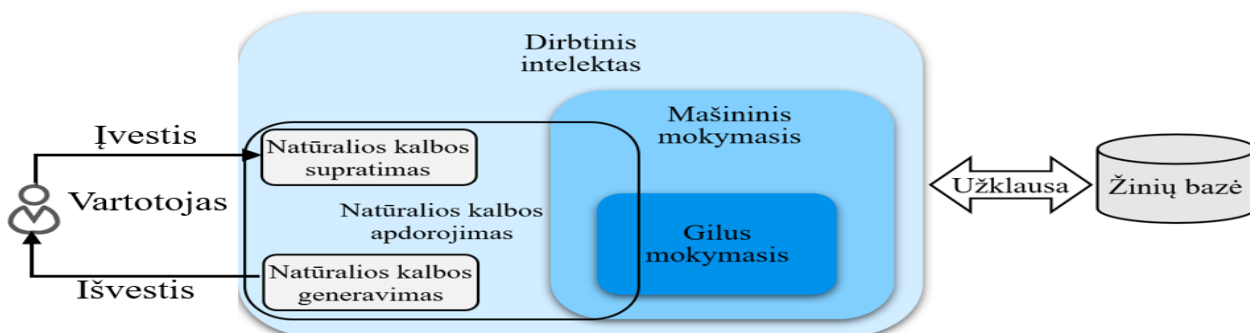 Dirbtinis
intelektas
Mašininis
mokymasis
Įvestis
Natūralios kalbos
supratimas
Vartotojas
Natūralios kalbos
apdorojimas
Gilus
mokymasis
Užklausa
Žinių bazė
Natūralios kalbos
generavimas
Išvestis